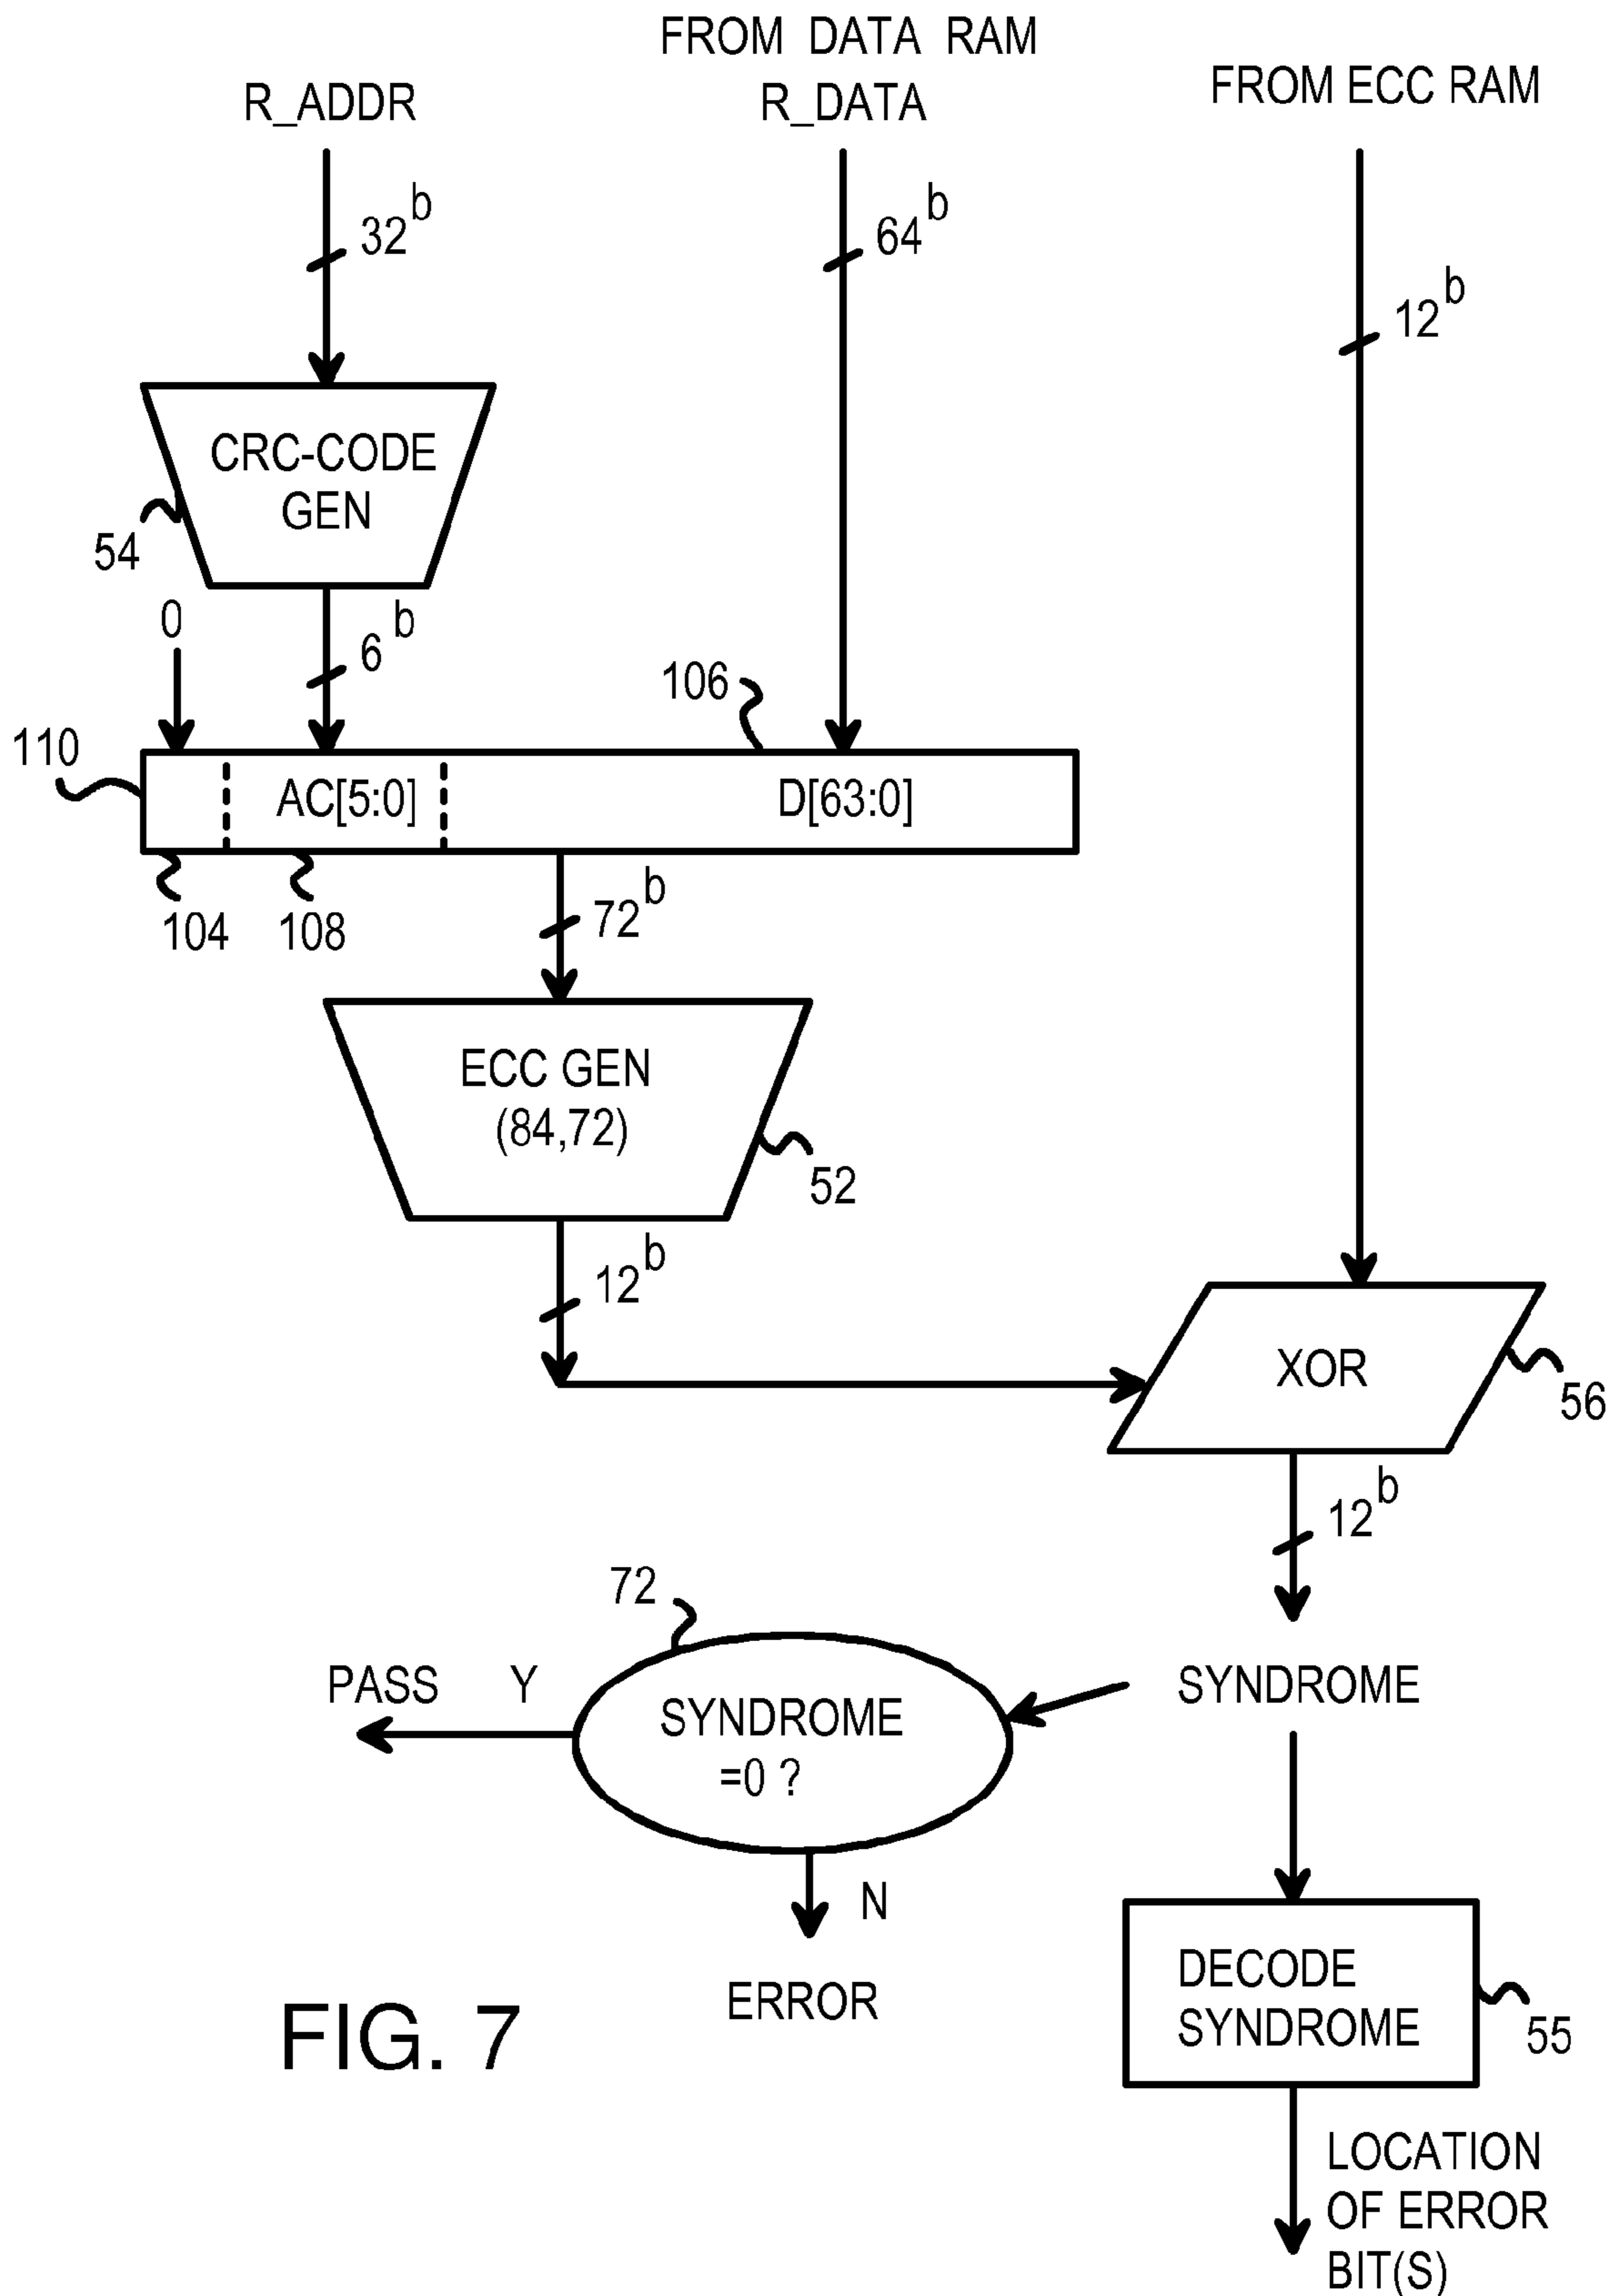 FROM DATA RAM
R_ADDR
R_DATA
FROM ECC RAM
32b
64b
12b
CRC-CODE
GEN
54
0
6b
106
110
AC[5:0]
D[63:0]
104
108
72b
ECC GEN
(84,72)
52
12b
XOR
56
12b
72
PASS
Y
SYNDROME
=0 ?
SYNDROME
N
ERROR
DECODE
SYNDROME
55
FIG. 7
LOCATION
OF ERROR
BIT(S)